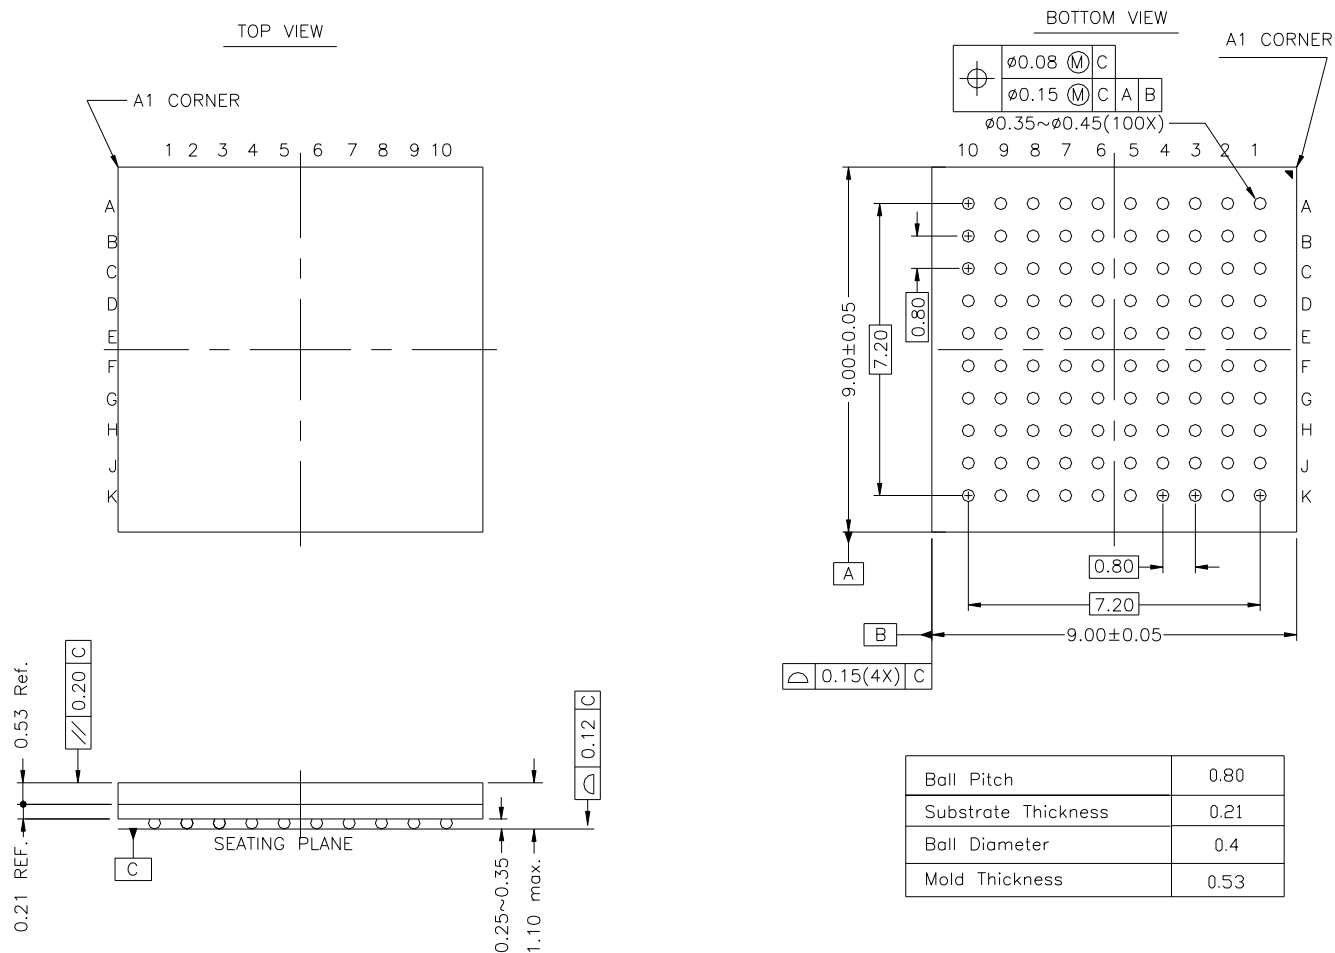 TOP VIEW
A1 CORNER
1 2 3 4 5 6 7 8 9 10
A
B
C
D
E
F
G
H
J
K
BOTTOM VIEW
A1 CORNER
⌀0.08 Ⓜ C
⌀0.15 Ⓜ C A B
⌀0.35~⌀0.45(100X)
10 9 8 7 6 5 4 3 2 1
A
B
C
D
E
F
G
H
J
K
9.00±0.05
7.20
0.80
A
0.80
7.20
B
9.00±0.05
0.15(4X) C
0.53 Ref.
0.21 REF.
// 0.20 C
0.12 C
SEATING PLANE
C
0.25~0.35
1.10 max.
Ball Pitch 0.80
Substrate Thickness 0.21
Ball Diameter 0.4
Mold Thickness 0.53